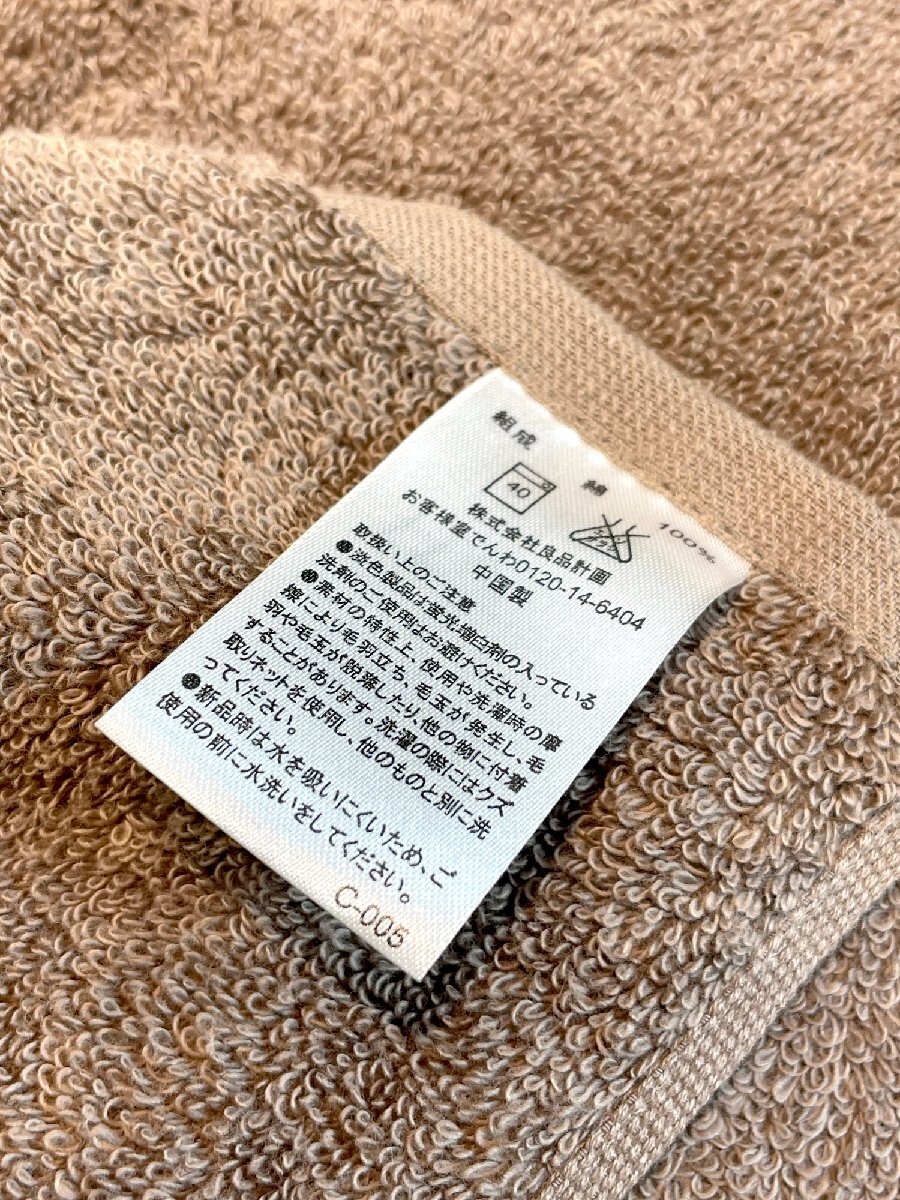 組成 綿 100%
40 エンソサラシ
株式会社良品計画
お客様室でんわ0120-14-6404
中国製
取扱い上のご注意
●淡色製品は蛍光増白剤の入っている
洗剤のご使用はお避けください。
●素材の特性上、使用や洗濯時の摩
擦により毛羽立ち、毛玉が発生し、毛
羽や毛玉が脱落したり、他の物に付着
することがあります。洗濯の際にはクズ
取りネットを使用し、他のものと別に洗
ってください。
●新品時は水を吸いにくいため、ご
使用の前に水洗いをしてください。
C-005